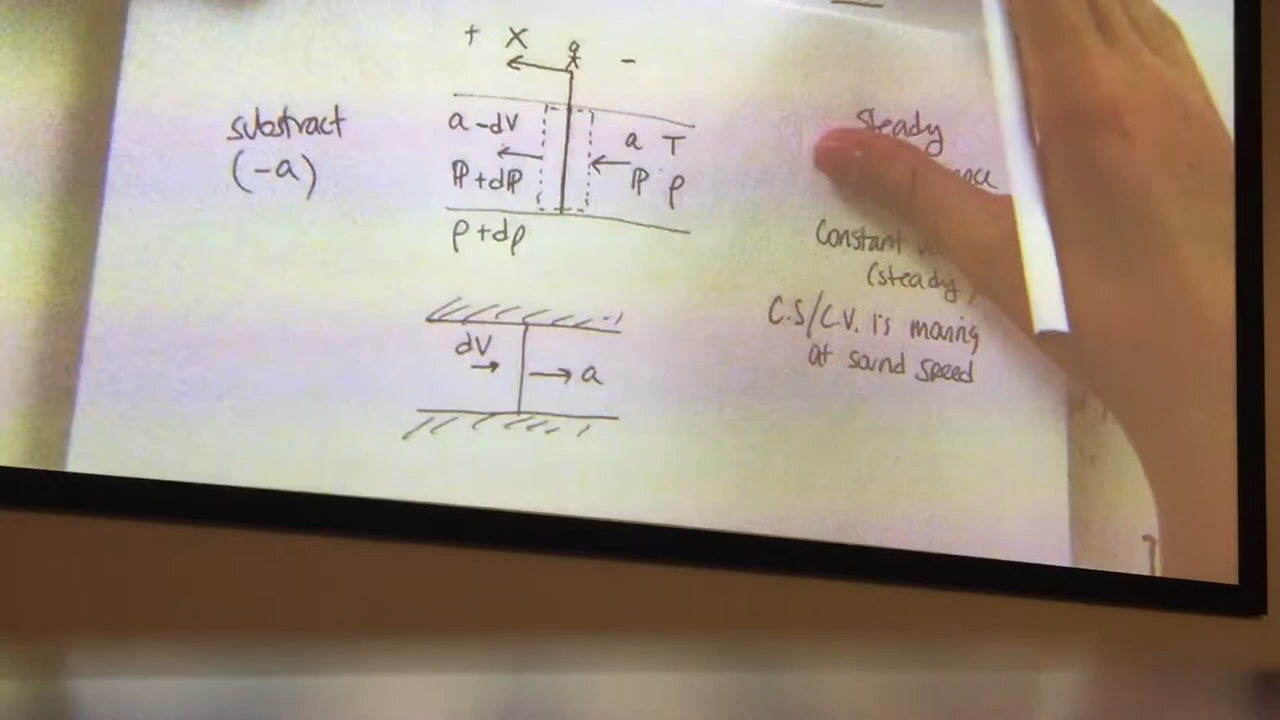 + X -
substract
(-a)
a-dV
P+dP
ρ+dρ
a T
P ρ
dV
a
Steady
Constant
(steady)
C.S/C.V. is moving
at sound speed